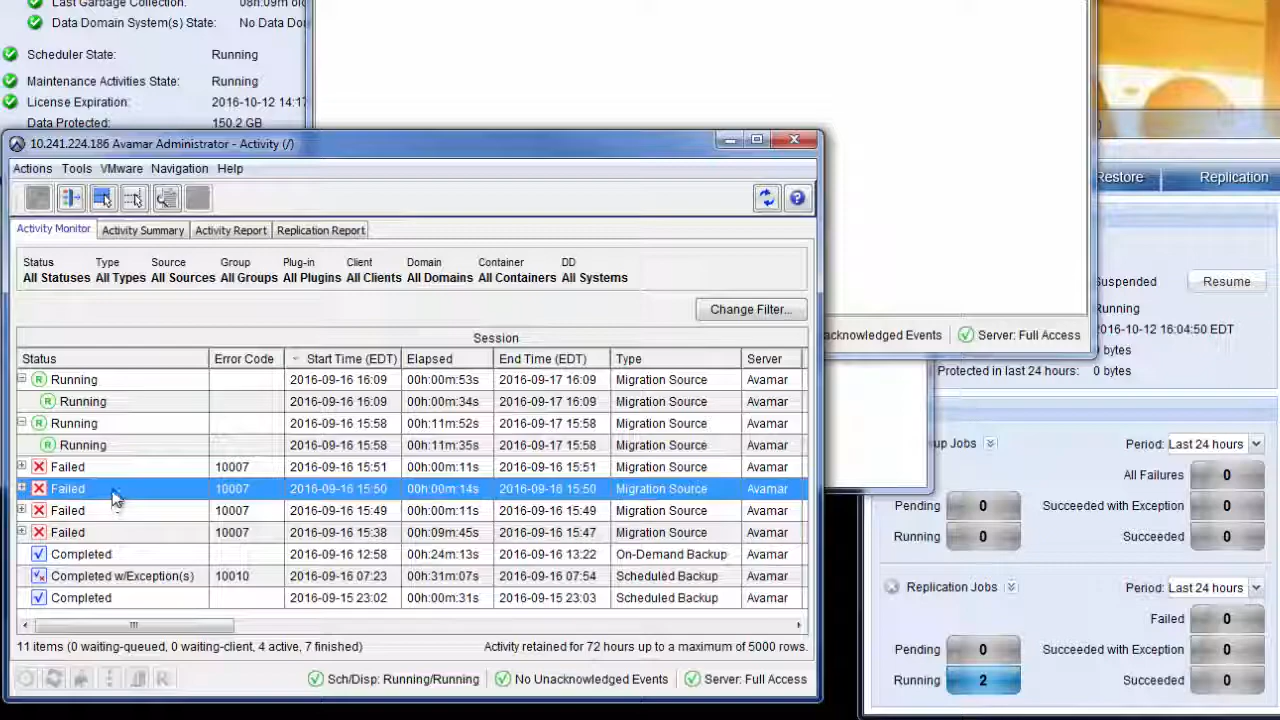 Last Garbage Collection: 08h:09m old
Data Domain System(s) State: No Data Do
Scheduler State: Running
Maintenance Activities State: Running
License Expiration: 2016-10-12 14:17
Data Protected: 150.2 GB
10.241.224.186 Avamar Administrator - Activity (/)
Actions Tools VMware Navigation Help
Activity Monitor Activity Summary Activity Report Replication Report
Status Type Source Group Plug-in Client Domain Container DD
All Statuses All Types All Sources All Groups All Plugins All Clients All Domains All Containers All Systems
Change Filter...
Session
Status Error Code Start Time (EDT) Elapsed End Time (EDT) Type Server
Running 2016-09-16 16:09 00h:00m:53s 2016-09-17 16:09 Migration Source Avamar
Running 2016-09-16 16:09 00h:00m:34s 2016-09-17 16:09 Migration Source Avamar
Running 2016-09-16 15:58 00h:11m:52s 2016-09-17 15:58 Migration Source Avamar
Running 2016-09-16 15:58 00h:11m:35s 2016-09-17 15:58 Migration Source Avamar
Failed 10007 2016-09-16 15:51 00h:00m:11s 2016-09-16 15:51 Migration Source Avamar
Failed 10007 2016-09-16 15:50 00h:00m:14s 2016-09-16 15:50 Migration Source Avamar
Failed 10007 2016-09-16 15:49 00h:00m:11s 2016-09-16 15:49 Migration Source Avamar
Failed 10007 2016-09-16 15:38 00h:09m:45s 2016-09-16 15:47 Migration Source Avamar
Completed 2016-09-16 12:58 00h:24m:13s 2016-09-16 13:22 On-Demand Backup Avamar
Completed w/Exception(s) 10010 2016-09-16 07:23 00h:31m:07s 2016-09-16 07:54 Scheduled Backup Avamar
Completed 2016-09-15 23:02 00h:00m:31s 2016-09-15 23:03 Scheduled Backup Avamar
11 items (0 waiting-queued, 0 waiting-client, 4 active, 7 finished) Activity retained for 72 hours up to a maximum of 5000 rows.
Sch/Disp: Running/Running No Unacknowledged Events Server: Full Access
acknowledged Events Server: Full Access
Restore Replication
Suspended Resume
Running
2016-10-12 16:04:50 EDT
0 bytes
Protected in last 24 hours: 0 bytes
up Jobs Period: Last 24 hours
All Failures 0
Pending 0 Succeeded with Exception 0
Running 0 Succeeded 0
Replication Jobs Period: Last 24 hours
Failed 0
Pending 0 Succeeded with Exception 0
Running 2 Succeeded 0